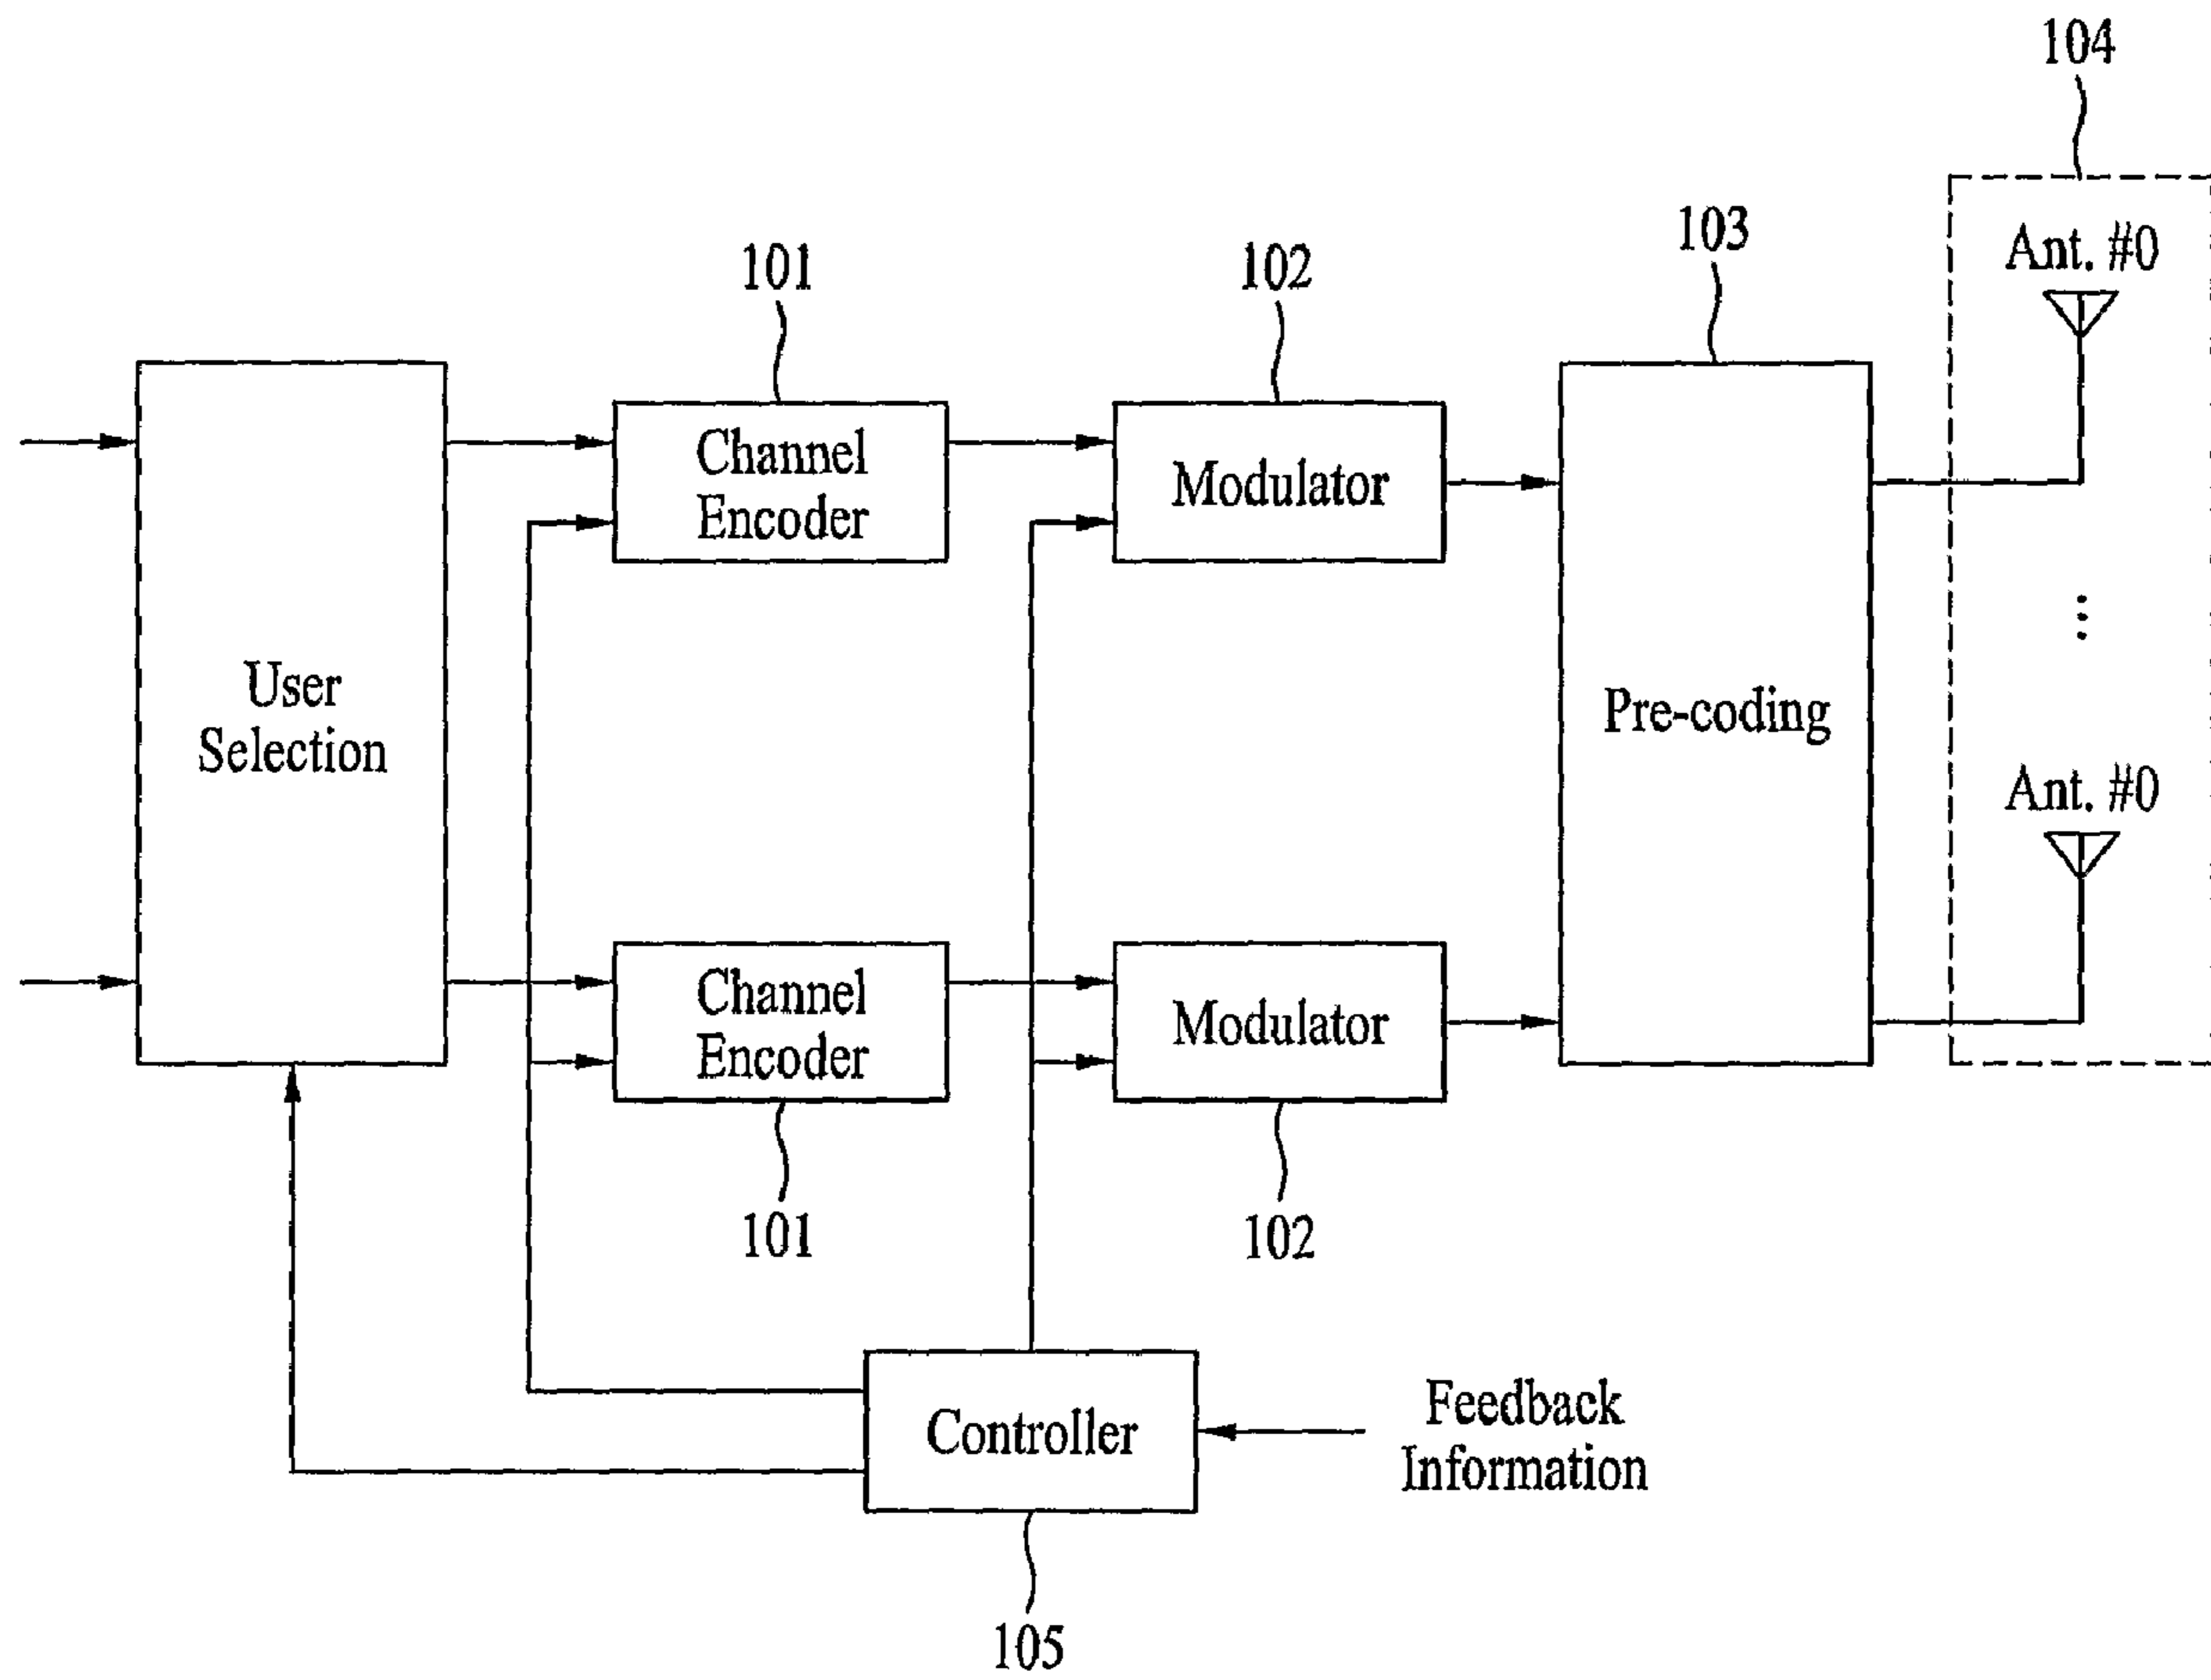 104
103
Ant. #0
101
102
Channel
Encoder
Modulator
User
Selection
Pre-coding
Ant. #0
Channel
Encoder
Modulator
101
102
Controller
Feedback
Information
105